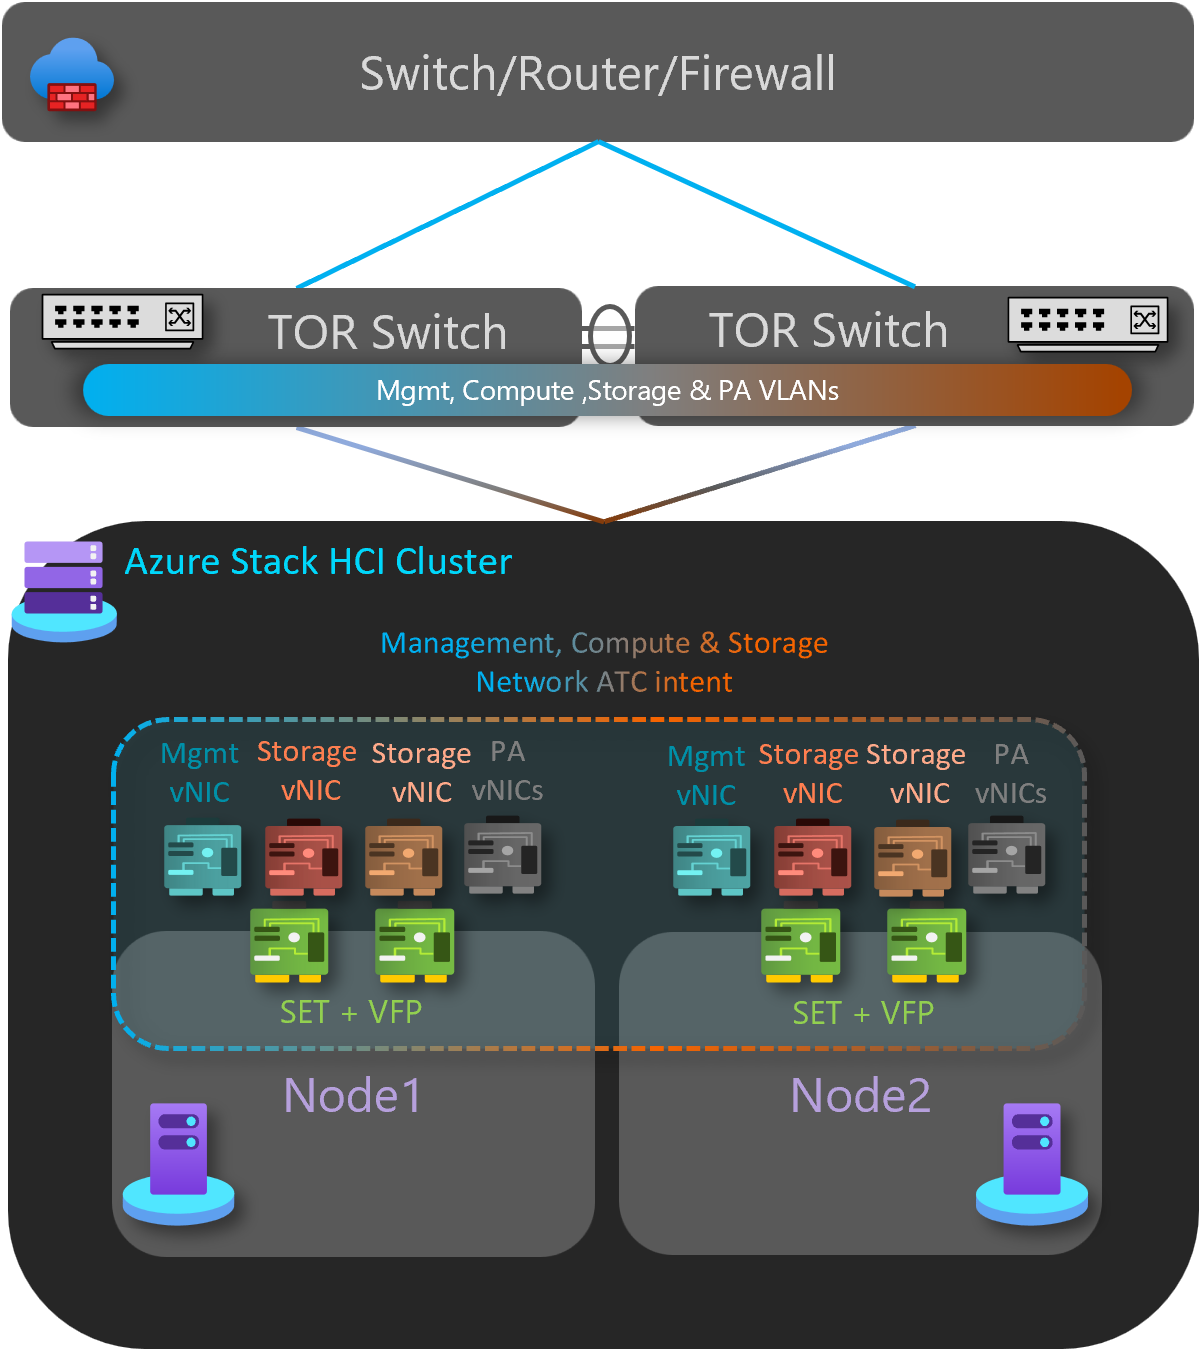 Switch/Router/Firewall
TOR Switch
TOR Switch
Mgmt, Compute ,Storage & PA VLANs
Azure Stack HCI Cluster
Management, Compute & Storage
Network ATC intent
Mgmt
vNIC
Storage
vNIC
Storage
vNIC
PA
vNICs
Mgmt
vNIC
Storage
vNIC
Storage
vNIC
PA
vNICs
SET + VFP
SET + VFP
Node1
Node2